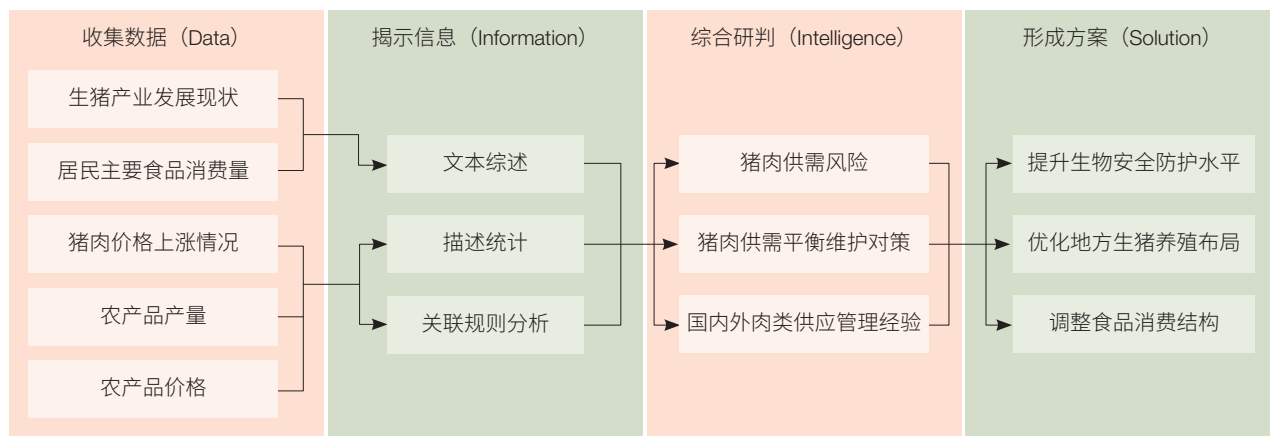 收集数据（Data）
生猪产业发展现状
居民主要食品消费量
猪肉价格上涨情况
农产品产量
农产品价格
揭示信息（Information）
文本综述
描述统计
关联规则分析
综合研判（Intelligence）
猪肉供需风险
猪肉供需平衡维护对策
国内外肉类供应管理经验
形成方案（Solution）
提升生物安全防护水平
优化地方生猪养殖布局
调整食品消费结构